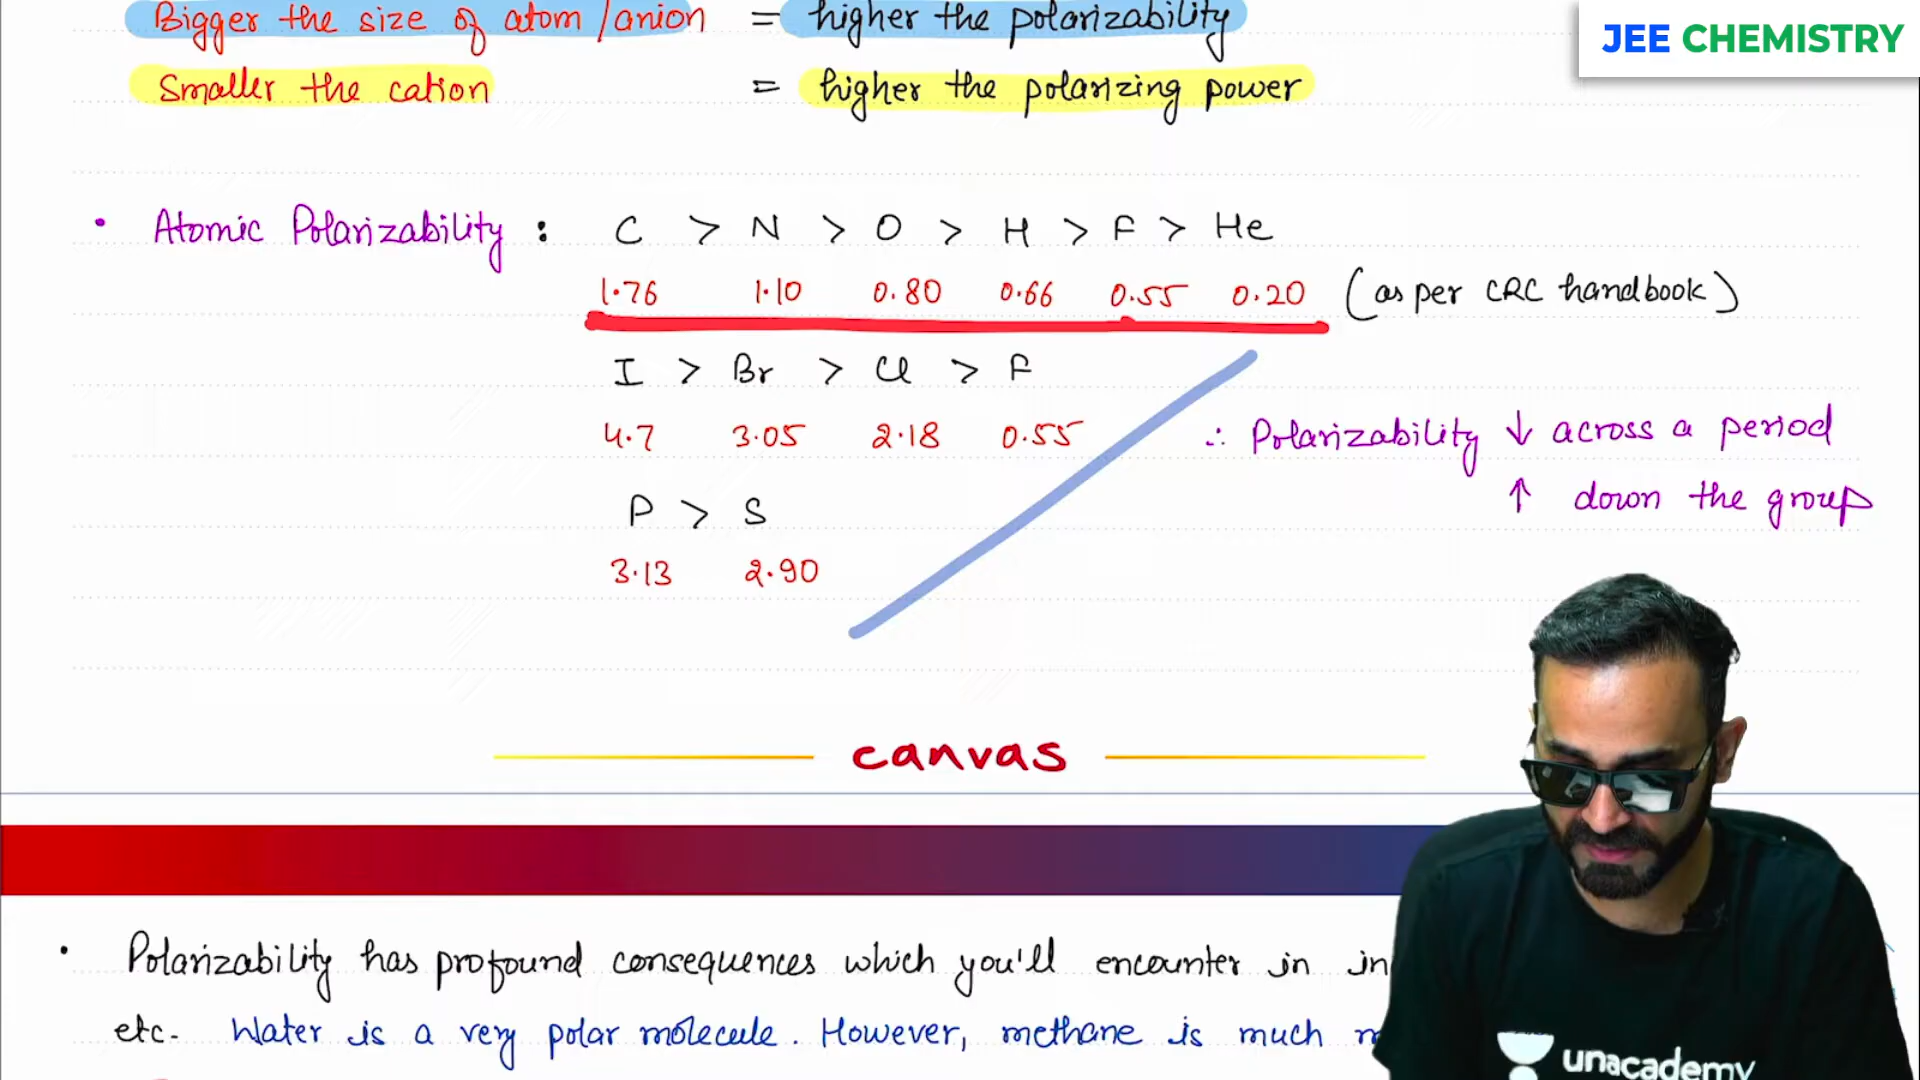 Bigger the size of atom /anion = higher the polarizability
JEE CHEMISTRY
Smaller the cation = higher the polarizing power
• Atomic Polarizability : C > N > O > H > F > He
1.76 1.10 0.80 0.66 0.55 0.20 (as per CRC handbook)
I > Br > Cl > F
4.7 3.05 2.18 0.55
∴ Polarizability ↓ across a period
↑ down the group
P > S
3.13 2.90
canvas
• Polarizability has profound consequences which you'll encounter in in
etc. Water is a very polar molecule. However, methane is much m
unacademy